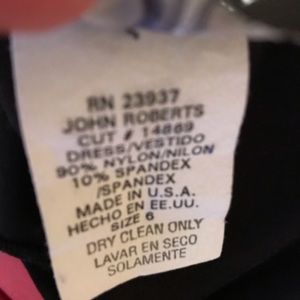 RN 23937
JOHN ROBERTS
CUT # 14869
DRESS/VESTIDO
90% NYLON/NILON
10% SPANDEX
/SPANDEX
MADE IN U.S.A.
HECHO EN EE.UU.
SIZE 6
DRY CLEAN ONLY
LAVAR EN SECO
SOLAMENTE